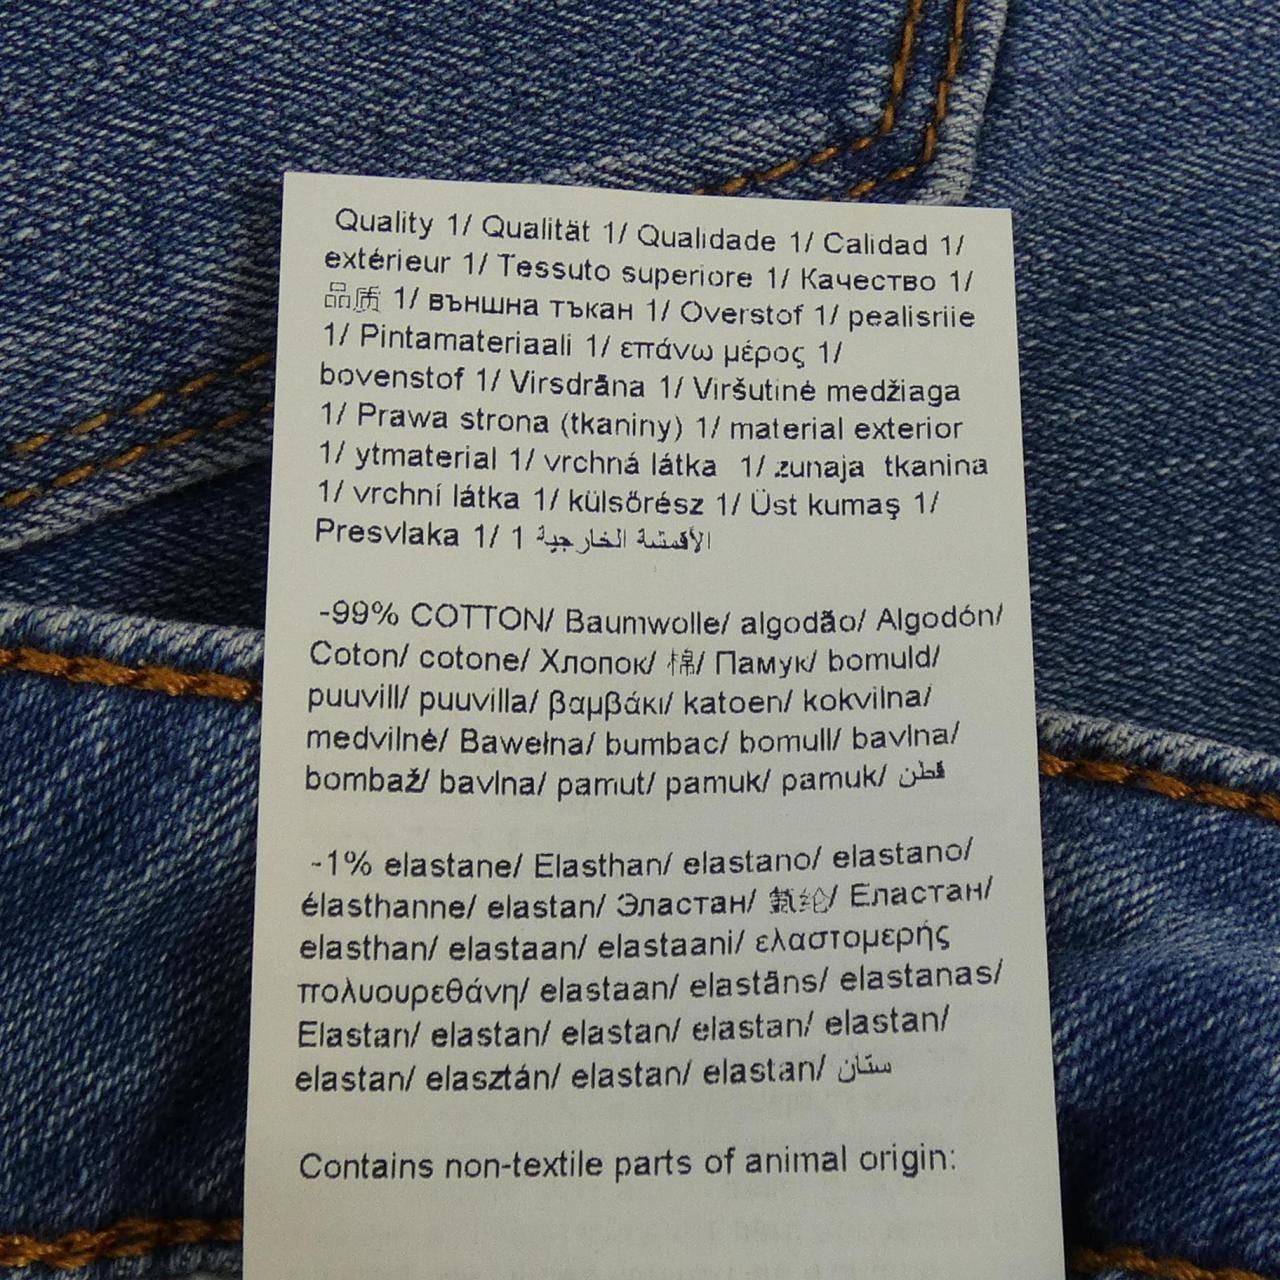 Quality 1/ Qualität 1/ Qualidade 1/ Calidad 1/
extérieur 1/ Tessuto superiore 1/ Качество 1/
品质 1/ външна тъкан 1/ Overstof 1/ pealisriie
1/ Pintamateriaali 1/ επάνω μέρος 1/
bovenstof 1/ Virsdrāna 1/ Viršutinė medžiaga
1/ Prawa strona (tkaniny) 1/ material exterior
1/ ytmaterial 1/ vrchná látka 1/ zunaja tkanina
1/ vrchní látka 1/ külsőrész 1/ Üst kumaş 1/
Presvlaka 1/ 1 الأقمشة الخارجية
-99% COTTON/ Baumwolle/ algodão/ Algodón/
Coton/ cotone/ Хлопок/ 棉/ Памук/ bomuld/
puuvill/ puuvilla/ βαμβάκι/ katoen/ kokvilna/
medvilnė/ Bawełna/ bumbac/ bomull/ bavlna/
bombaž/ bavlna/ pamut/ pamuk/ pamuk/ قطن
-1% elastane/ Elasthan/ elastano/ elastano/
élasthanne/ elastan/ Эластан/ 氨纶/ Еластан/
elasthan/ elastaan/ elastaani/ ελαστομερής
πολυουρεθάνη/ elastaan/ elastāns/ elastanas/
Elastan/ elastan/ elastan/ elastan/ elastan/
elastan/ elasztán/ elastan/ elastan/ ستان
Contains non-textile parts of animal origin: